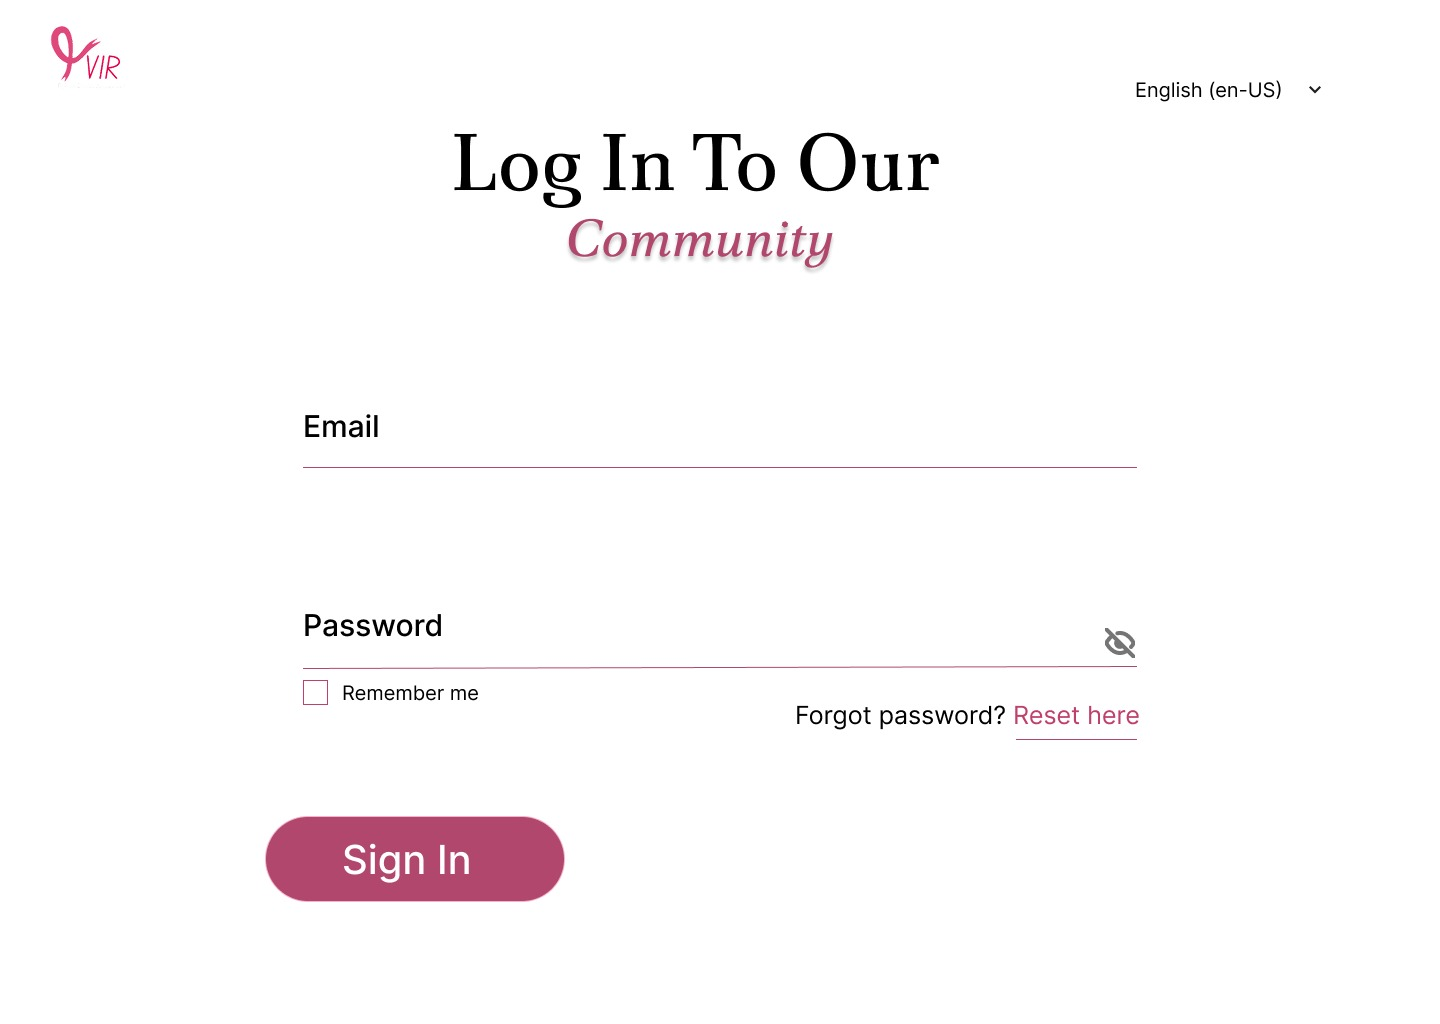 VIR
English (en-US)
Log In To Our
Community
Email
Password
Remember me
Forgot password? Reset here
Sign In